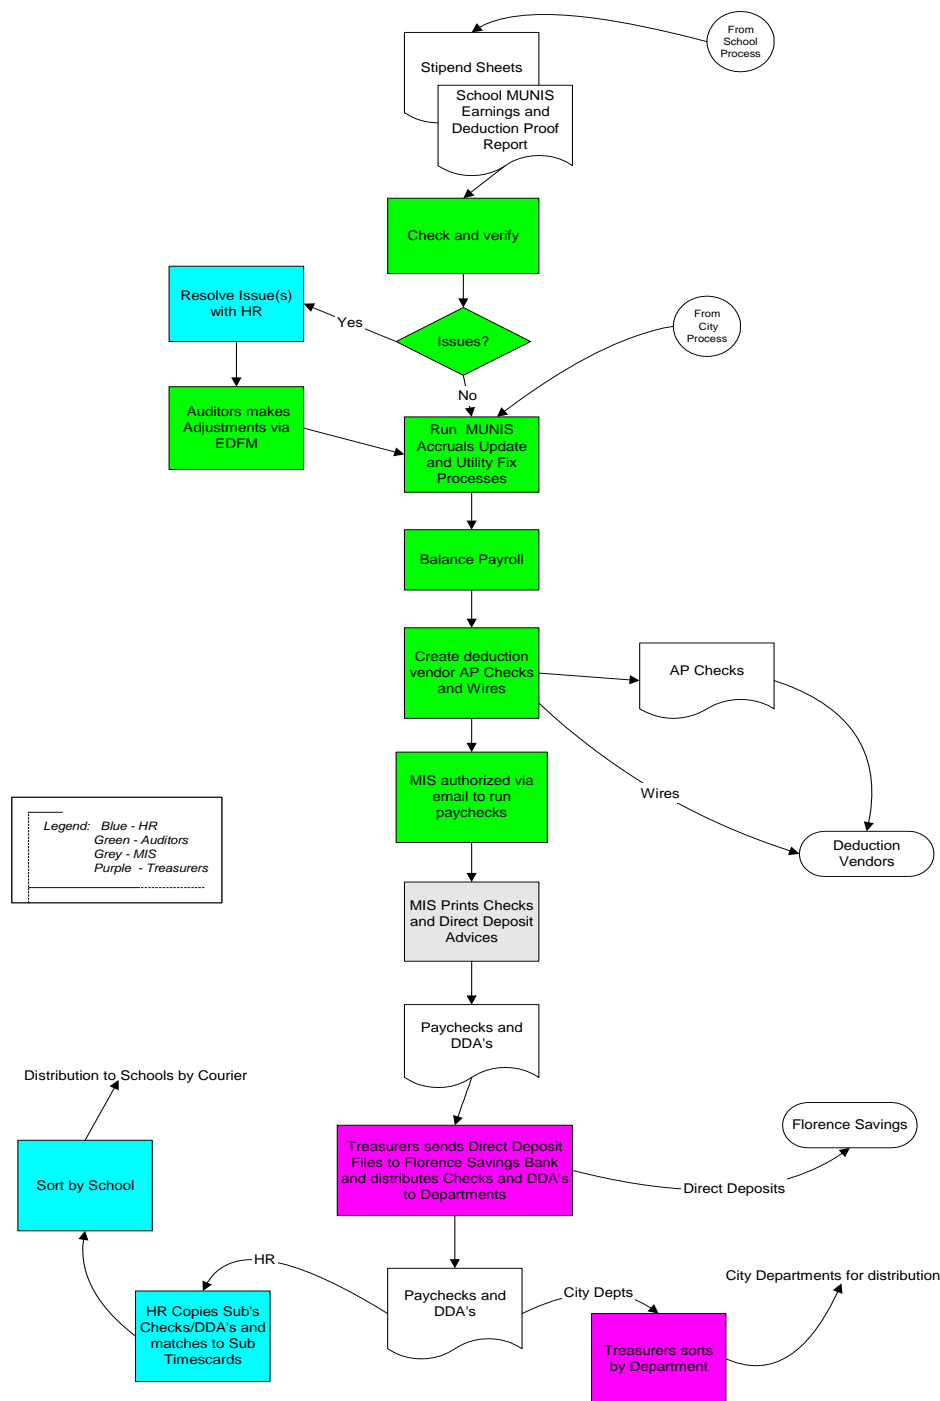 From
School
Process
Stipend Sheets
School MUNIS
Earnings and
Deduction Proof
Report
Check and verify
Resolve Issue(s)
with HR
Yes
Issues?
From
City
Process
No
Auditors makes
Adjustments via
EDFM
Run  MUNIS
Accruals Update
and Utility Fix
Processes
Balance Payroll
Create deduction
vendor AP Checks
and Wires
AP Checks
MIS authorized via
email to run
paychecks
Wires
Deduction
Vendors
Legend:   Blue - HR
Green - Auditors
Grey - MIS
Purple  - Treasurers
MIS Prints Checks
and Direct Deposit
Advices
Paychecks and
DDA's
Distribution to Schools by Courier
Florence Savings
Treasurers sends Direct Deposit
Files to Florence Savings Bank
and distributes Checks and DDA's
to Departments
Sort by School
Direct Deposits
HR
City Departments for distribution
Paychecks and
DDA's
City Depts
HR Copies Sub's
Checks/DDA's and
matches to Sub
Timescards
Treasurers sorts
by Department